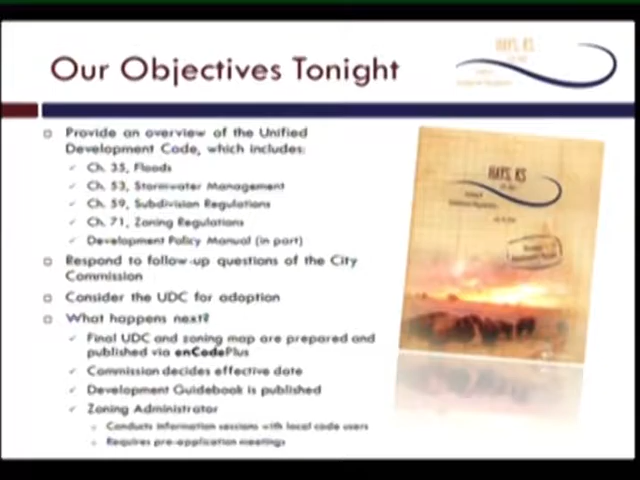 HAYS, KS
Our Objectives Tonight
Provide an overview of the Unified
Development Code, which includes:
Ch. 35, Floods
Ch. 53, Stormwater Management
Ch. 59, Subdivision Regulations
Ch. 71, Zoning Regulations
Development Policy Manual (in part)
Respond to follow-up questions of the City
Commission
Consider the UDC for adoption
What happens next?
Final UDC and zoning map are prepared and
published via enCodePlus
Commission decides effective date
Development Guidebook is published
Zoning Administrator
Conducts information sessions with local code users
Requires pre-application meetings
HAYS, KS